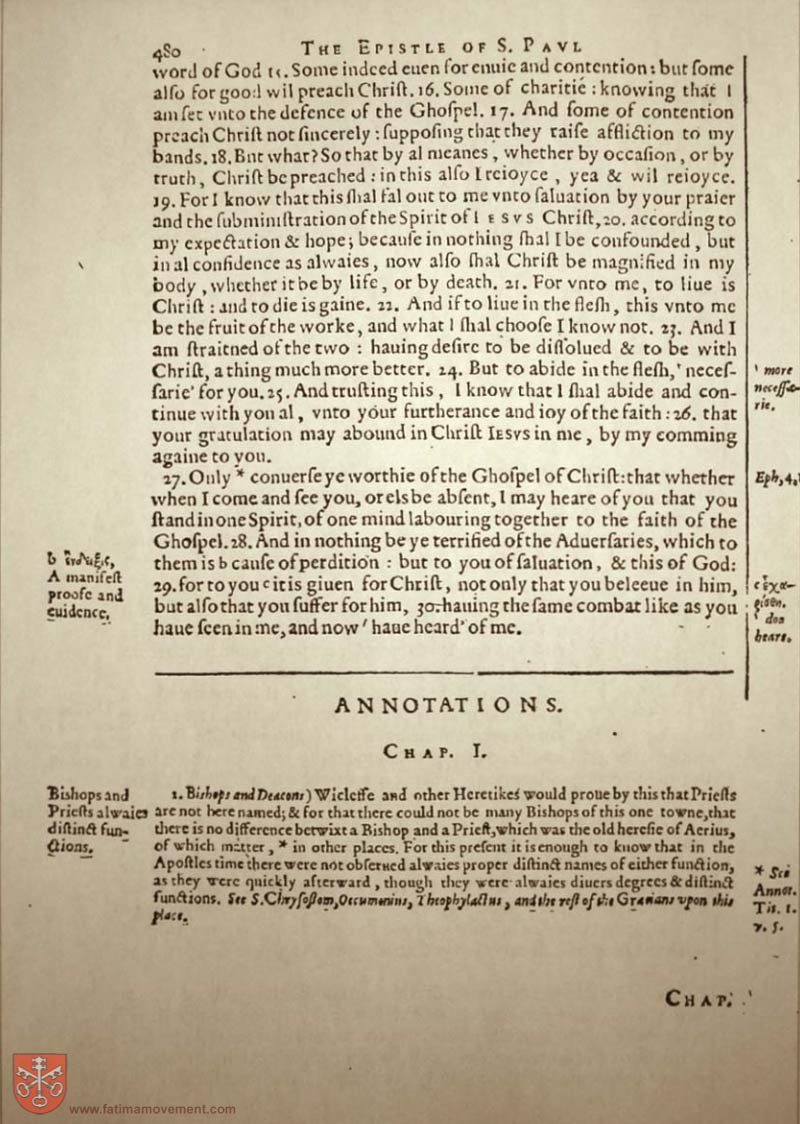 480 THE EPISTLE OF S. PAVL
word of God 15. Some indeed euen for enuie and contention: but ſome
alſo for good wil preach Chriſt. 16. Some of charitie: knowing that I
am ſet vnto the defence of the Ghoſpel. 17. And ſome of contention
preach Chriſt not ſincerely: ſuppoſing that they raiſe affliction to my
bands. 18. But what? So that by al meanes, whether by occaſion, or by
truth, Chriſt be preached: in this alſo I reioyce, yea & wil reioyce.
19. For I know that this ſhal fal out to me vnto ſaluation by your praier
and the ſubminiſtration of the Spirit of IESVS Chriſt, 20. according to
my expectation & hope; becauſe in nothing ſhal I be confounded, but
in al confidence as alwaies, now alſo ſhal Chriſt be magnified in my
body, whether it be by life, or by death. 21. For vnto me, to liue is
Chriſt: and to die is gaine. 22. And if to liue in the fleſh, this vnto me
be the fruit of the worke, and what I ſhal chooſe I know not. 23. And I
am ſtraitned of the two: hauing deſire to be diſſolued & to be with
Chriſt, a thing much more better. 24. But to abide in the fleſh, ' neceſ-
ſarie' for you. 25. And truſting this, I know that I ſhal abide and con-
tinue with you al, vnto your furtherance and ioy of the faith: 26. that
your gratulation may abound in Chriſt IESVS in me, by my comming
againe to you.
' more
neceſſa-
rie.
27. Only * conuerſe ye worthie of the Ghoſpel of Chriſt: that whether
when I come and ſee you, or els be abſent, I may heare of you that you
ſtand in one Spirit, of one mind labouring together to the faith of the
Ghoſpel. 28. And in nothing be ye terrified of the Aduerſaries, which to
them is b cauſe of perdition: but to you of ſaluation, & this of God:
29. for to you c it is giuen for Chriſt, not only that you beleeue in him,
but alſo that you ſuffer for him, 30. hauing the ſame combat like as you
haue ſeen in me, and now ' haue heard' of me.
Eph, 4,
b ἔνδειξις,
A manifeſt
proofe and
euidence.
c ἐχα-
' doe
heare.
ANNOTATIONS.
CHAP. I.
Biſhops and
Prieſts alwaies
diſtinct fun-
ctions.
1. Biſhops and Deacons) Wicleffe and other Heretikes would proue by this that Prieſts
are not here named; & for that there could not be many Biſhops of this one towne, that
there is no difference betwixt a Biſhop and a Prieſt, which was the old hereſie of Aerius,
of which matter, * in other places. For this preſent it is enough to know that in the
Apoſtles time there were not obſerued alwaies proper diſtinct names of either function,
as they were quickly afterward, though they were alwaies diuers degrees & diſtinct
functions. See S. Chryſoſtom, Oecumenius, Theophylactus, and the reſt of the Grecians vpon this
place.
* See
Annot.
Tit. 1.
v. 5.
CHAP.
www.fatimamovement.com